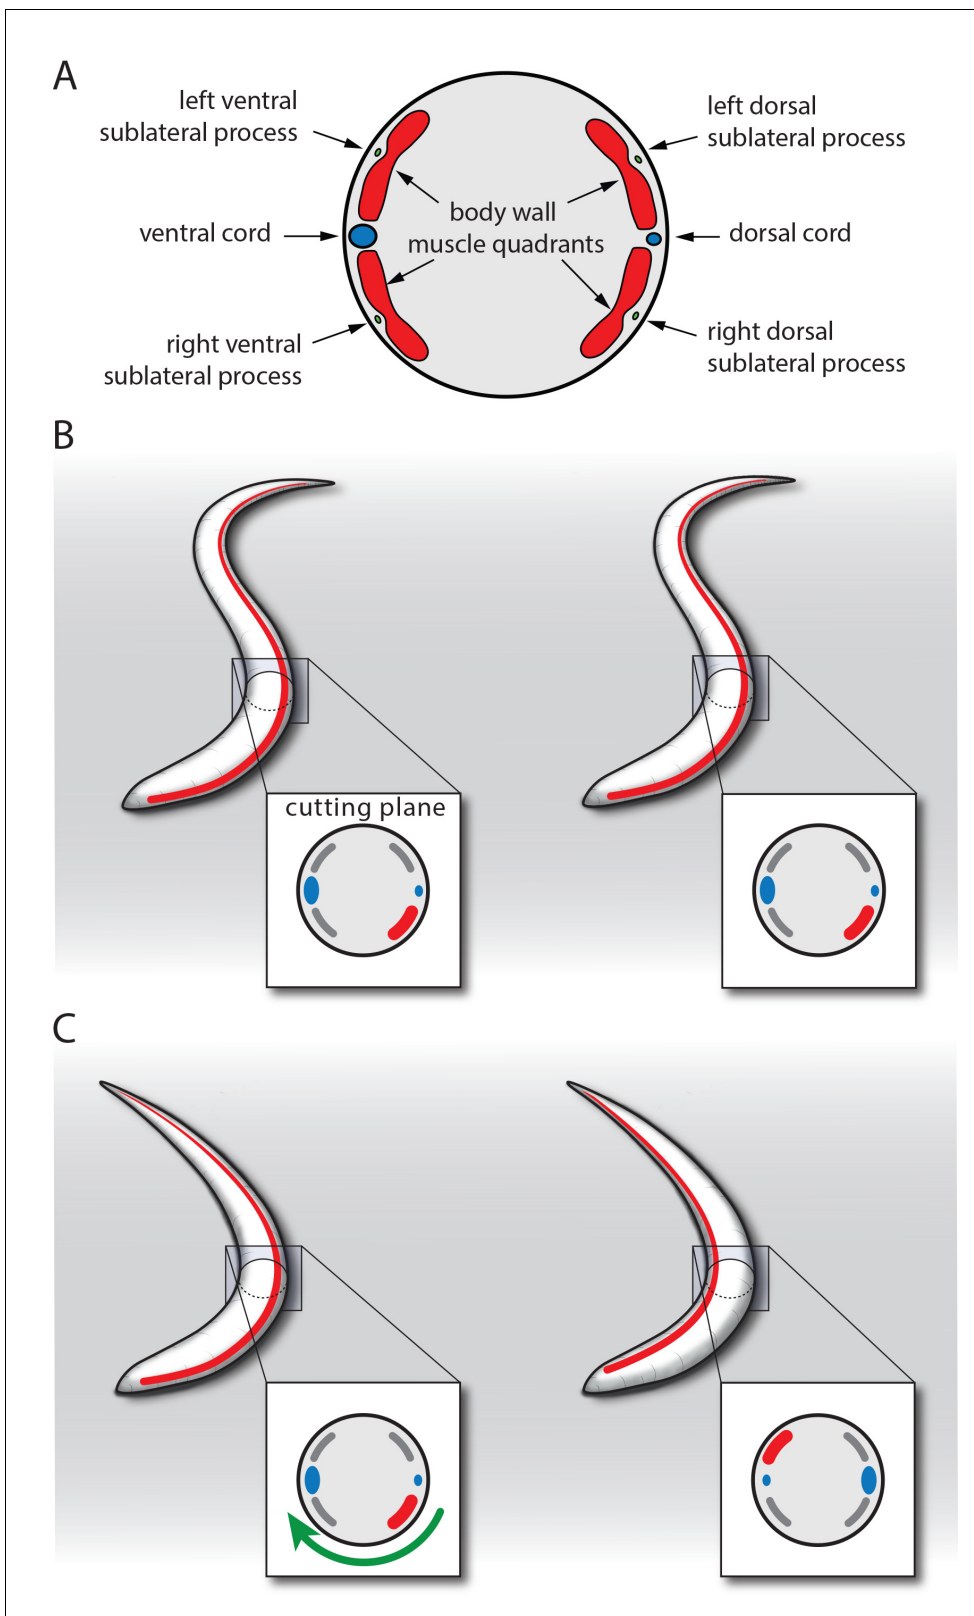 A
left ventral
sublateral process
left dorsal
sublateral process
ventral cord
body wall
muscle quadrants
dorsal cord
right ventral
sublateral process
right dorsal
sublateral process
B
cutting plane
C